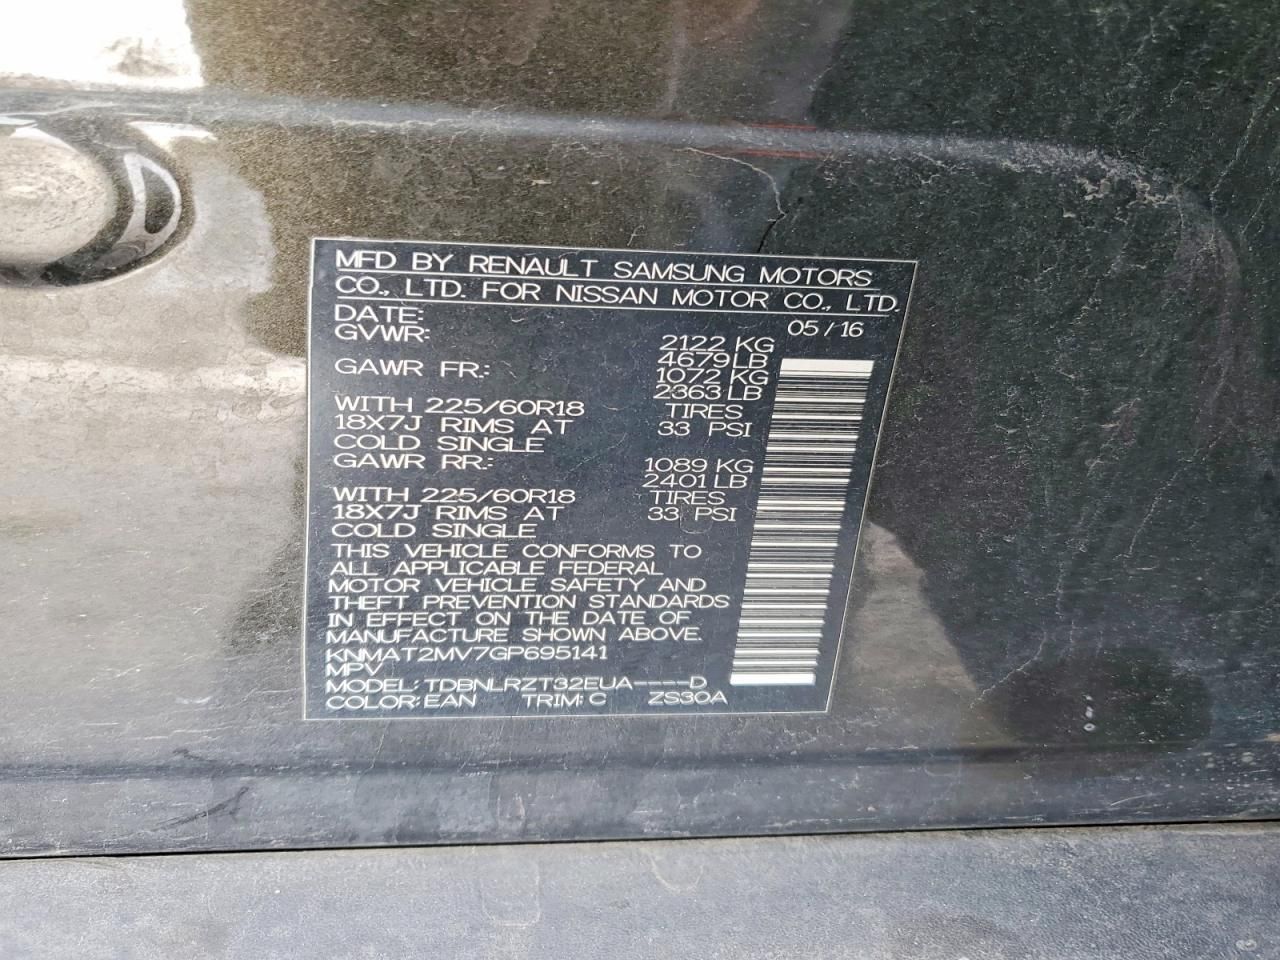 MFD BY RENAULT SAMSUNG MOTORS
CO., LTD. FOR NISSAN MOTOR CO., LTD.
DATE: 05/16
GVWR: 2122 KG
4679 LB
GAWR FR.: 1072 KG
2363 LB
WITH 225/60R18 TIRES
18X7J RIMS AT 33 PSI
COLD SINGLE
GAWR RR.: 1089 KG
2401 LB
WITH 225/60R18 TIRES
18X7J RIMS AT 33 PSI
COLD SINGLE
THIS VEHICLE CONFORMS TO
ALL APPLICABLE FEDERAL
MOTOR VEHICLE SAFETY AND
THEFT PREVENTION STANDARDS
IN EFFECT ON THE DATE OF
MANUFACTURE SHOWN ABOVE.
KNMAT2MV7GP695141
MPV
MODEL: TDBNLRZT32EUA----D
COLOR: EAN TRIM: C ZS30A